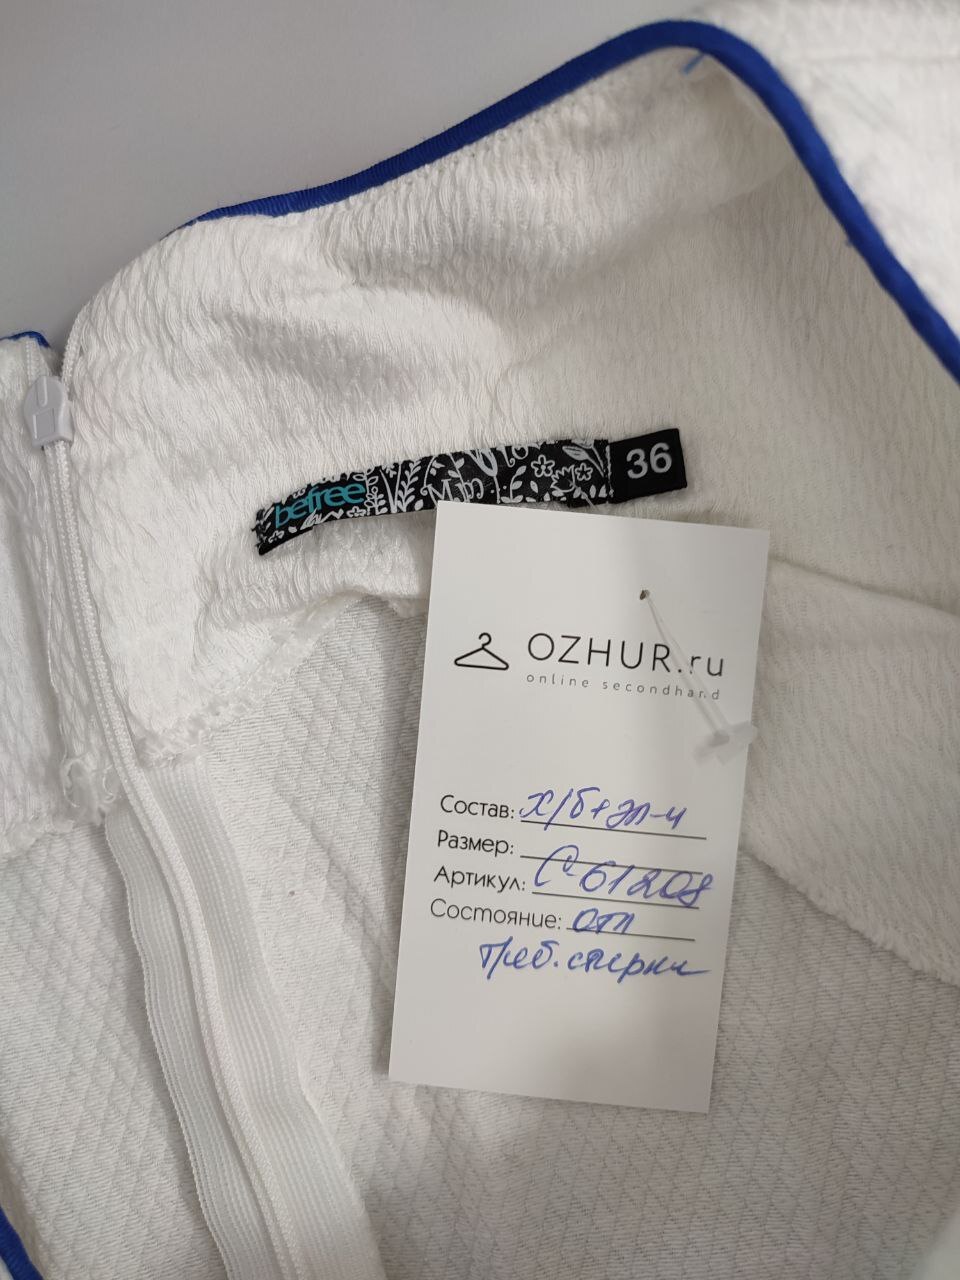 befree
36
OZHUR.ru
online secondhand
Состав: х/б+эл-н
Размер:
Артикул: С-61208
Состояние: отл
треб. стирки